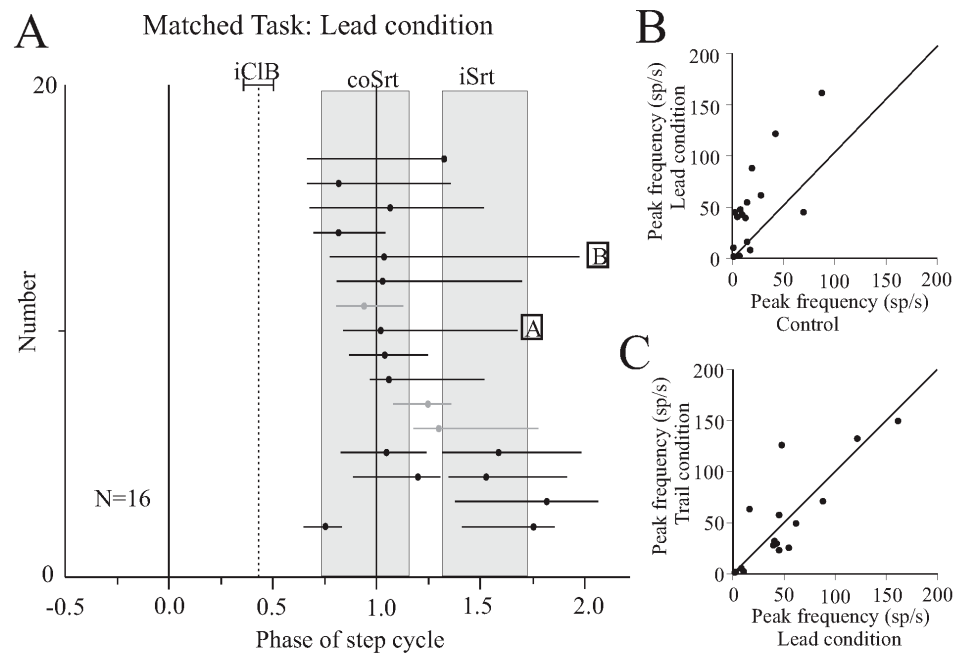 A
Matched Task: Lead condition
iClB
coSrt
iSrt
20
Number
0
B
A
N=16
-0.5
0
0.5
1.0
1.5
2.0
Phase of step cycle
B
Peak frequency (sp/s)
Lead condition
200
150
100
50
0
0
50
100
150
200
Peak frequency (sp/s)
Control
C
Peak frequency (sp/s)
Trail condition
200
150
100
50
0
0
50
100
150
200
Peak frequency (sp/s)
Lead condition